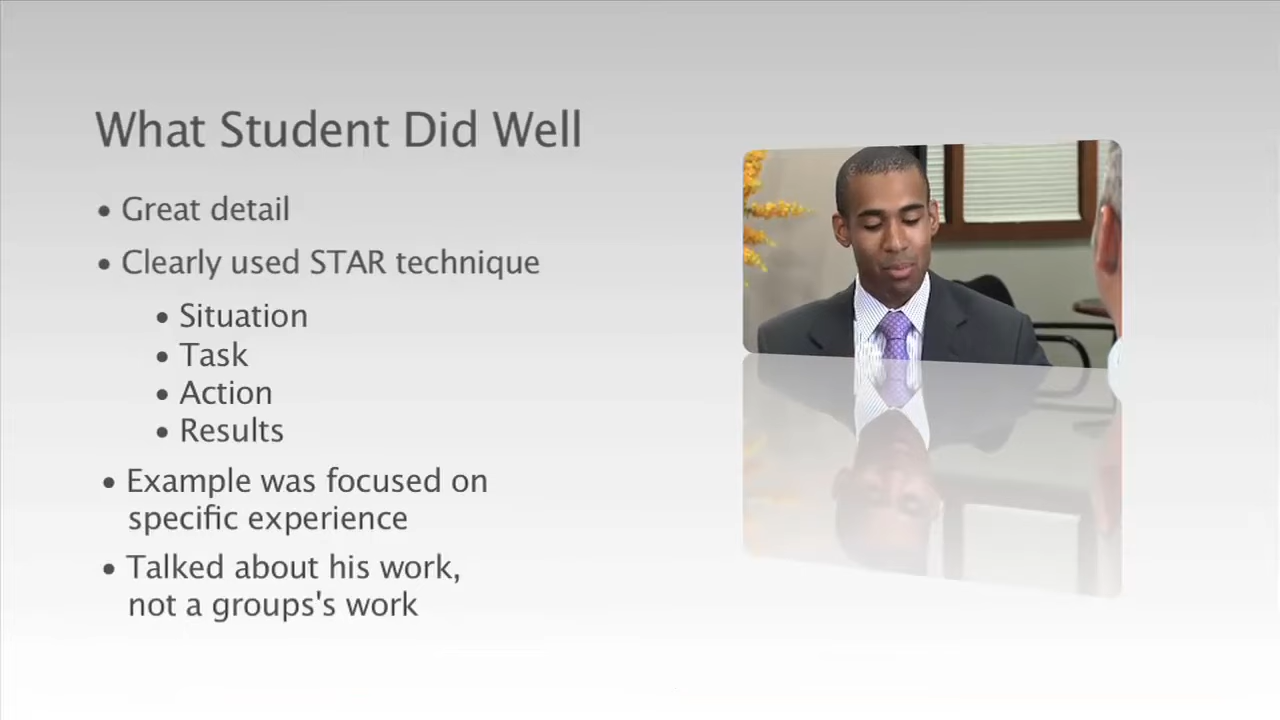 What Student Did Well
• Great detail
• Clearly used STAR technique
• Situation
• Task
• Action
• Results
• Example was focused on
specific experience
• Talked about his work,
not a groups's work